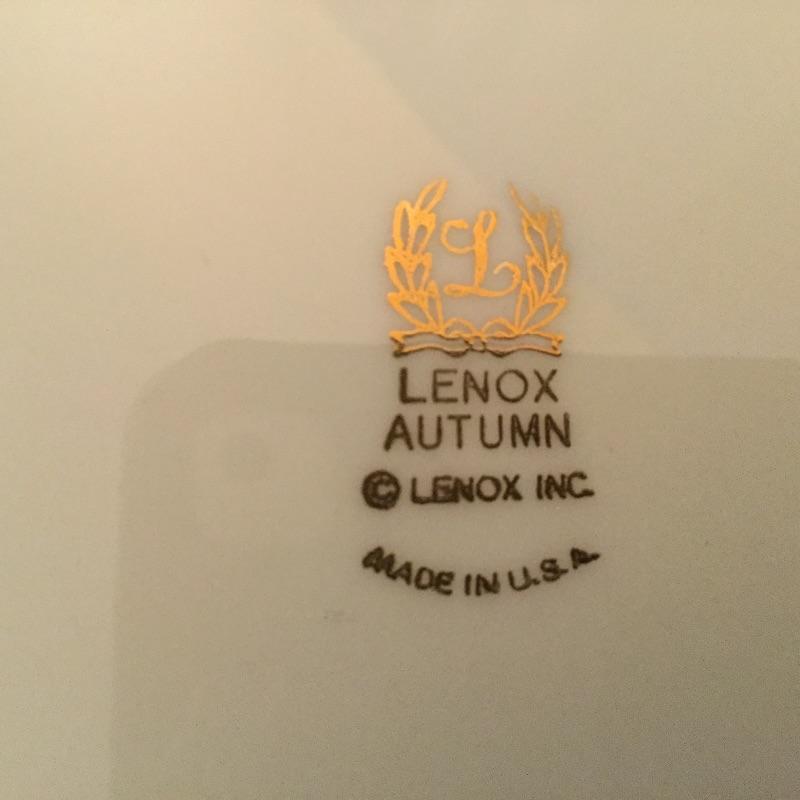 L
LENOX
AUTUMN
© LENOX INC.
MADE IN U.S.A.